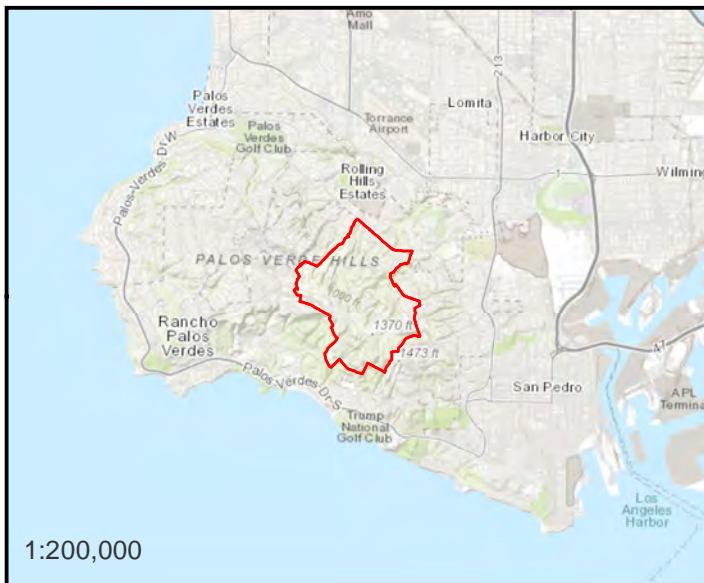 Amo
Mall
213
Palos
Verdes
Estates
Lomita
Palos
Verdes
Golf Club
Torrance
Airport
Harbor City
Palos-Verdes Dr W
Rolling
Hills
Estates
1
Wilming
PALOS VERDE HILLS
1090 ft
Rancho
Palos
Verdes
1370 ft
1473 ft
47
Palos-Verdes-Dr-S
San Pedro
APL
Termina
Trump
National
Golf Club
Los
Angeles
Harbor
1:200,000